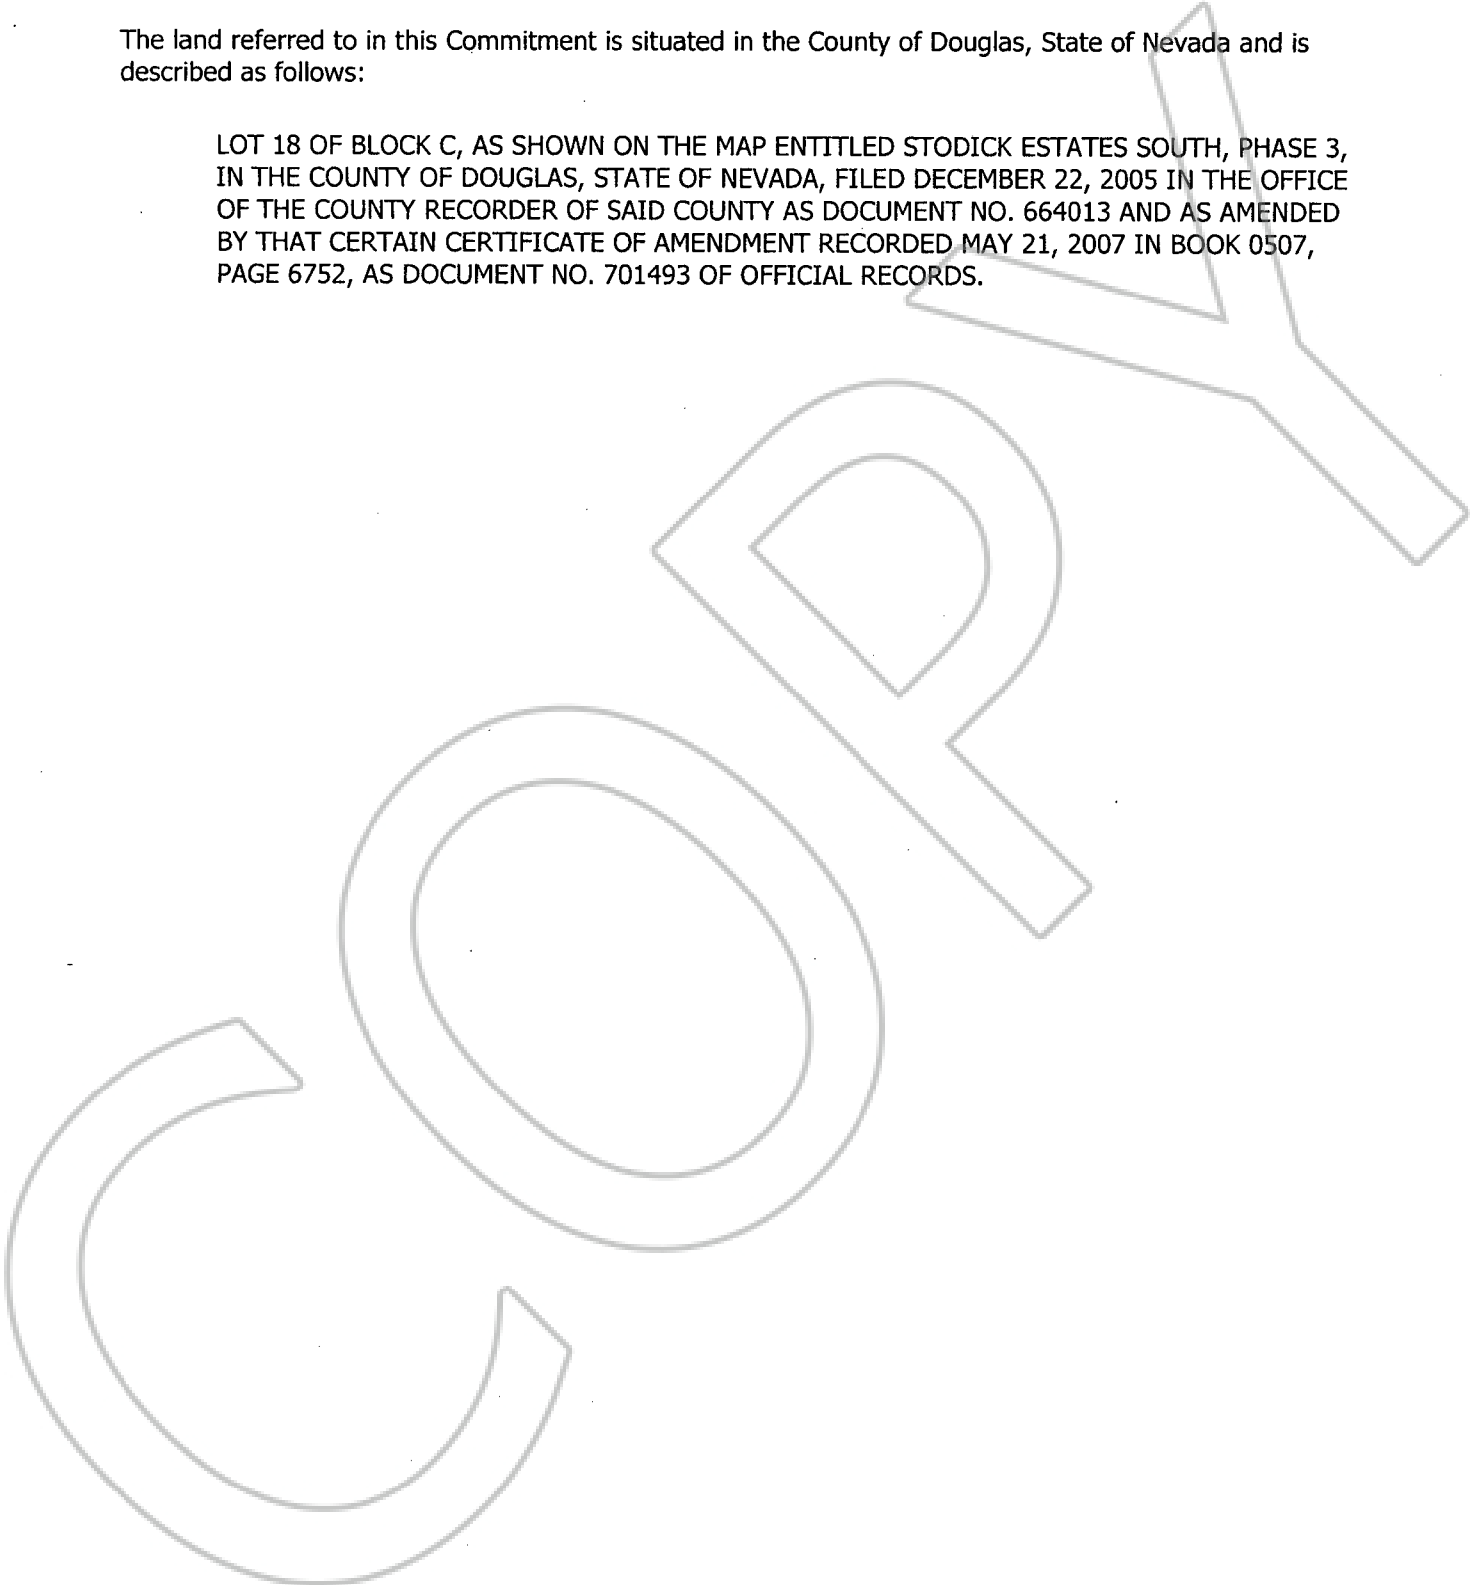 The land referred to in this Commitment is situated in the County of Douglas, State of Nevada and is
described as follows:
LOT 18 OF BLOCK C, AS SHOWN ON THE MAP ENTITLED STODICK ESTATES SOUTH, PHASE 3,
IN THE COUNTY OF DOUGLAS, STATE OF NEVADA, FILED DECEMBER 22, 2005 IN THE OFFICE
OF THE COUNTY RECORDER OF SAID COUNTY AS DOCUMENT NO. 664013 AND AS AMENDED
BY THAT CERTAIN CERTIFICATE OF AMENDMENT RECORDED MAY 21, 2007 IN BOOK 0507,
PAGE 6752, AS DOCUMENT NO. 701493 OF OFFICIAL RECORDS.
COPY